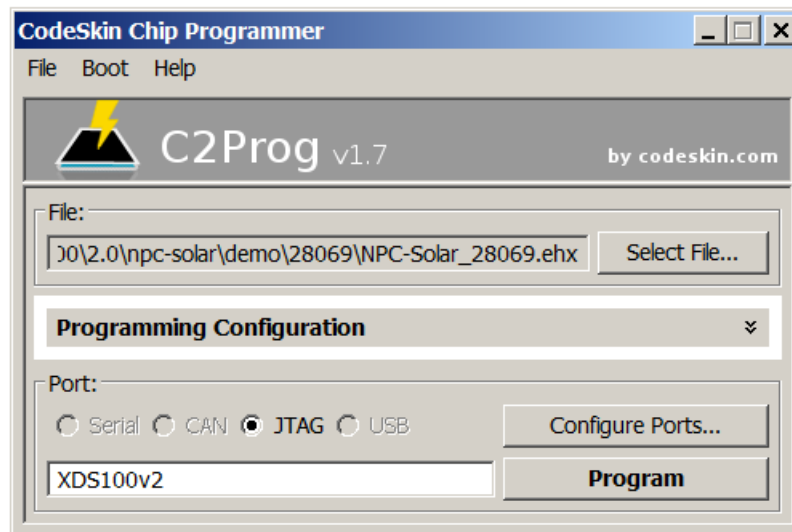 CodeSkin Chip Programmer
File Boot Help
C2Prog v1.7 by codeskin.com
File:
00\2.0\npc-solar\demo\28069\NPC-Solar_28069.ehx Select File...
Programming Configuration
Port:
Serial CAN JTAG USB Configure Ports...
XDS100v2 Program